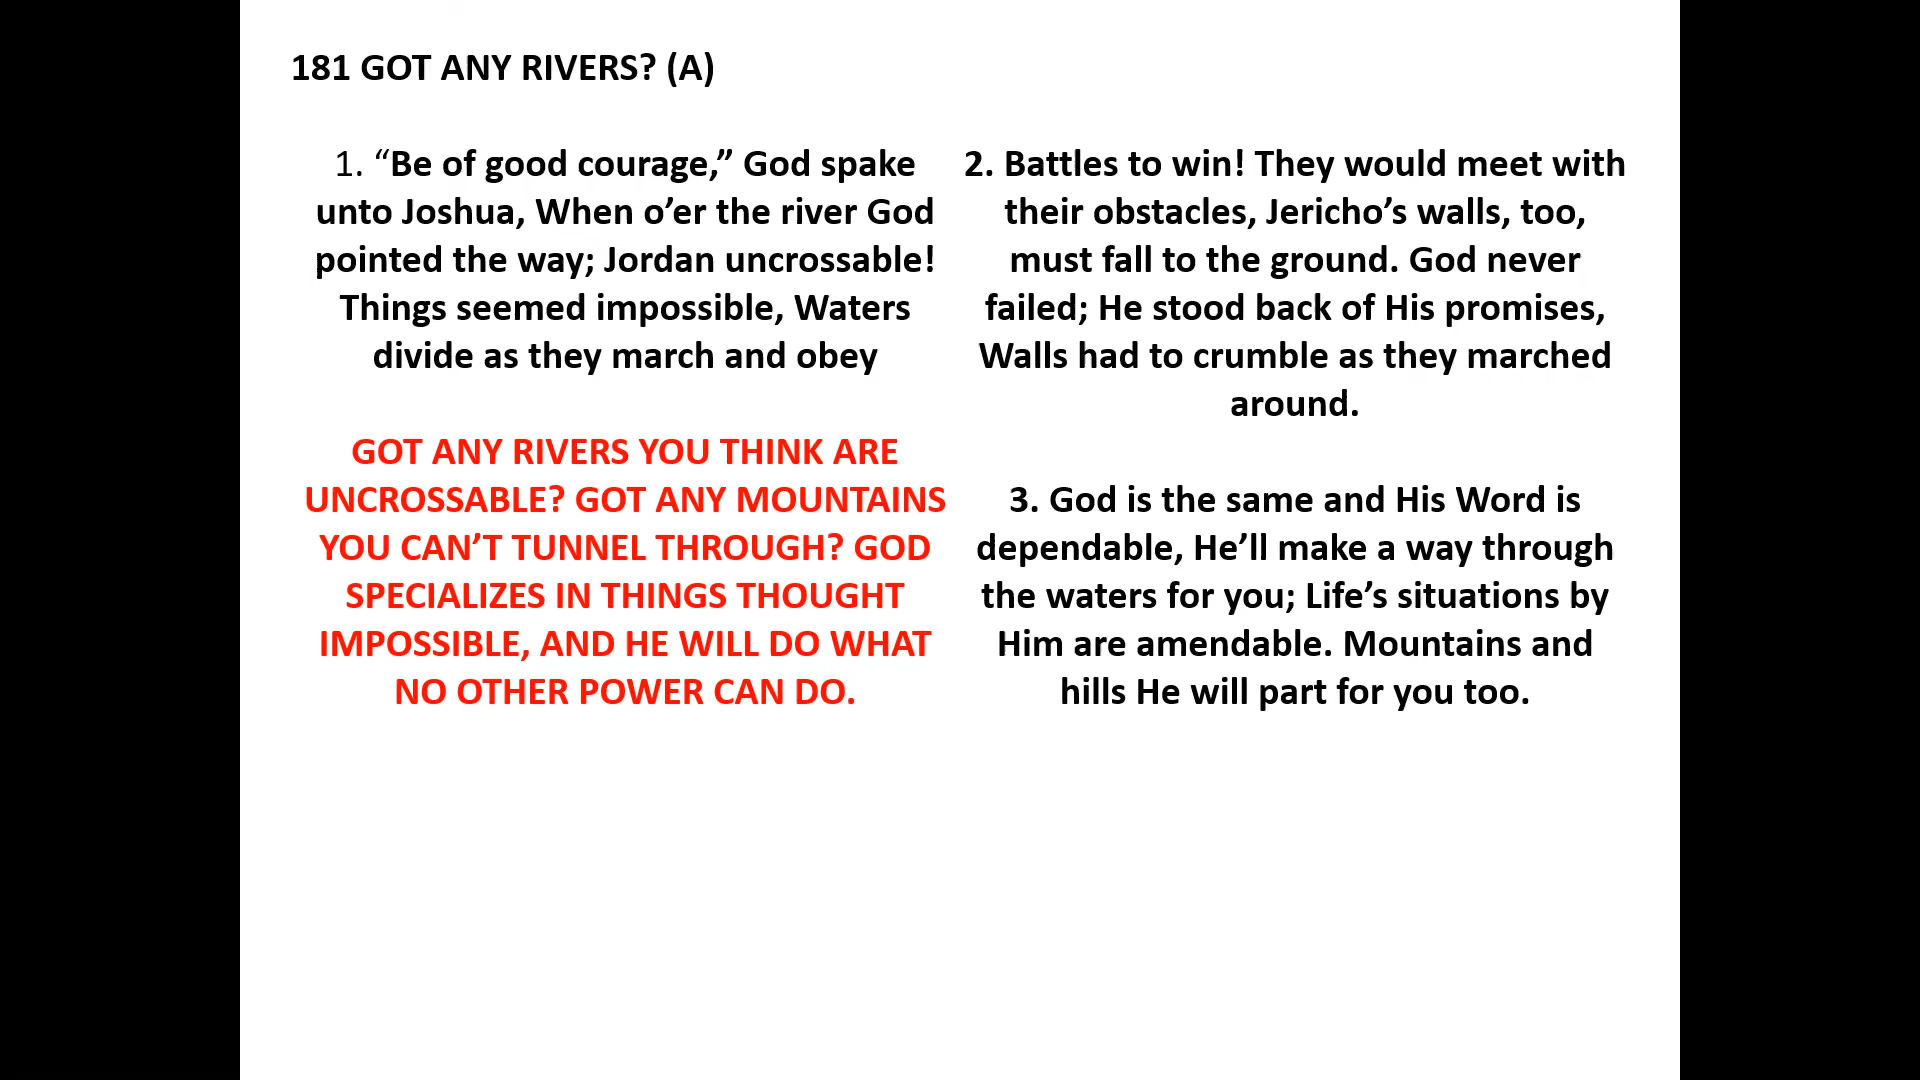 181 GOT ANY RIVERS? (A)
1. “Be of good courage,” God spake
unto Joshua, When o’er the river God
pointed the way; Jordan uncrossable!
Things seemed impossible, Waters
divide as they march and obey
GOT ANY RIVERS YOU THINK ARE
UNCROSSABLE? GOT ANY MOUNTAINS
YOU CAN’T TUNNEL THROUGH? GOD
SPECIALIZES IN THINGS THOUGHT
IMPOSSIBLE, AND HE WILL DO WHAT
NO OTHER POWER CAN DO.
2. Battles to win! They would meet with
their obstacles, Jericho’s walls, too,
must fall to the ground. God never
failed; He stood back of His promises,
Walls had to crumble as they marched
around.
3. God is the same and His Word is
dependable, He’ll make a way through
the waters for you; Life’s situations by
Him are amendable. Mountains and
hills He will part for you too.